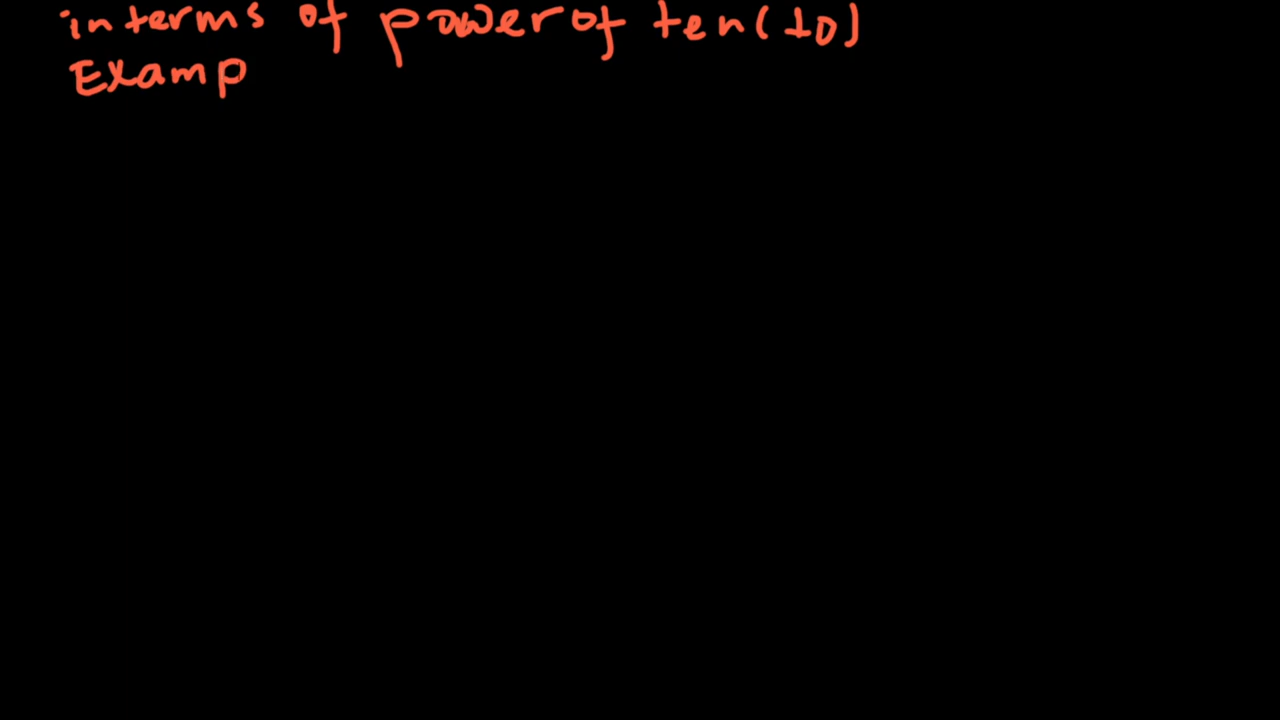 interms of power of ten(10)
Examp